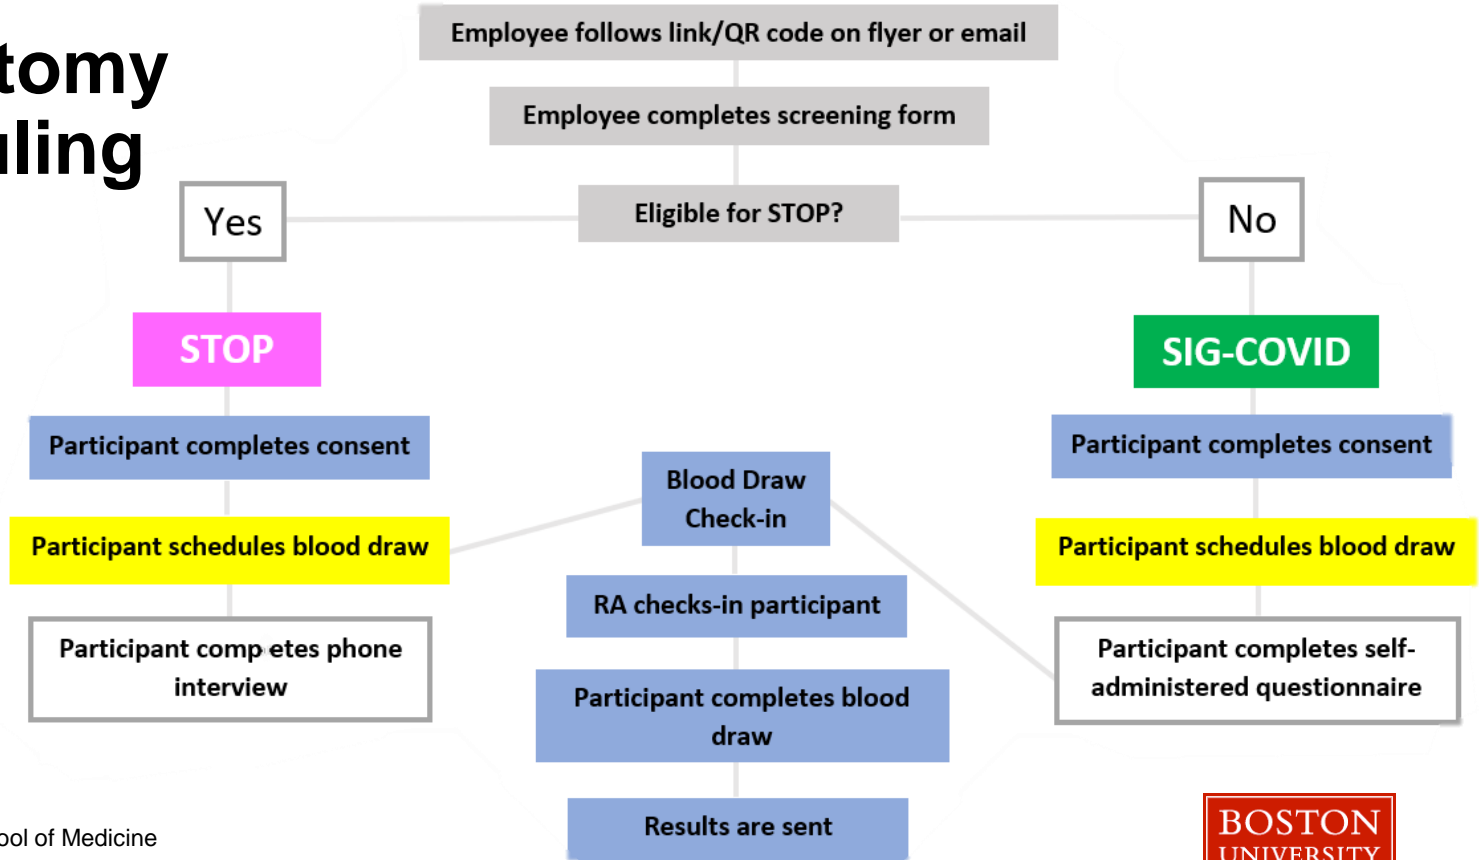 tomy
uling
Employee follows link/QR code on flyer or email
Employee completes screening form
Eligible for STOP?
Yes
No
STOP
SIG-COVID
Participant completes consent
Participant completes consent
Participant schedules blood draw
Participant schedules blood draw
Participant comp etes phone
interview
Blood Draw
Check-in
RA checks-in participant
Participant completes blood
draw
Results are sent
Participant completes self-
administered questionnaire
ool of Medicine
BOSTON
UNIVERSITY